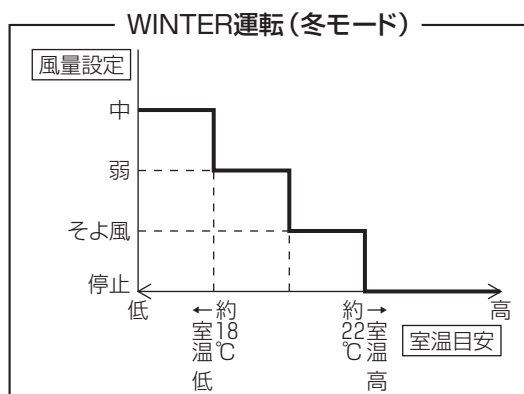 WINTER運転(冬モード)
風量設定
中
弱
そよ風
停止
低
高
←約18℃
室温低
約22℃
→室温高
室温目安